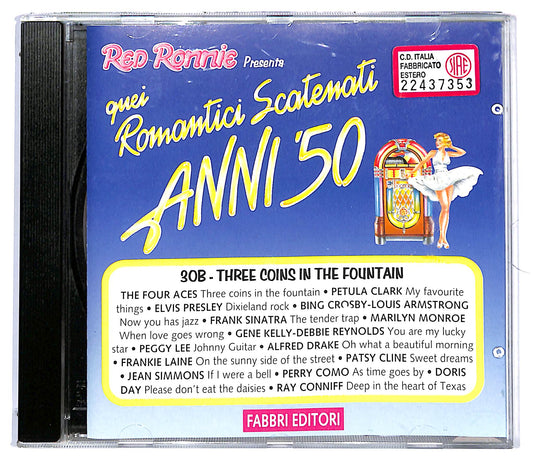 RED RONNIE Presenta
quei
Romantici Scatenati
ANNI '50
C.D. ITALIA
FABBRICATO
ESTERO
SIAE
22437353
30B - THREE COINS IN THE FOUNTAIN
THE FOUR ACES Three coins in the fountain • PETULA CLARK My favourite
things • ELVIS PRESLEY Dixieland rock • BING CROSBY-LOUIS ARMSTRONG
Now you has jazz • FRANK SINATRA The tender trap • MARILYN MONROE
When love goes wrong • GENE KELLY-DEBBIE REYNOLDS You are my lucky
star • PEGGY LEE Johnny Guitar • ALFRED DRAKE Oh what a beautiful morning
• FRANKIE LAINE On the sunny side of the street • PATSY CLINE Sweet dreams
• JEAN SIMMONS If I were a bell • PERRY COMO As time goes by • DORIS
DAY Please don't eat the daisies • RAY CONNIFF Deep in the heart of Texas
FABBRI EDITORI